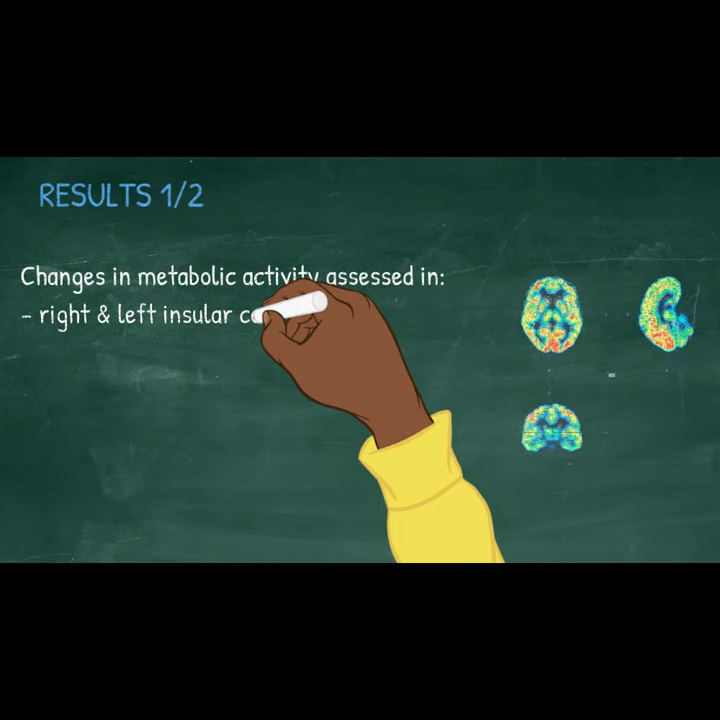 RESULTS 1/2
Changes in metabolic activity assessed in:
- right & left insular c